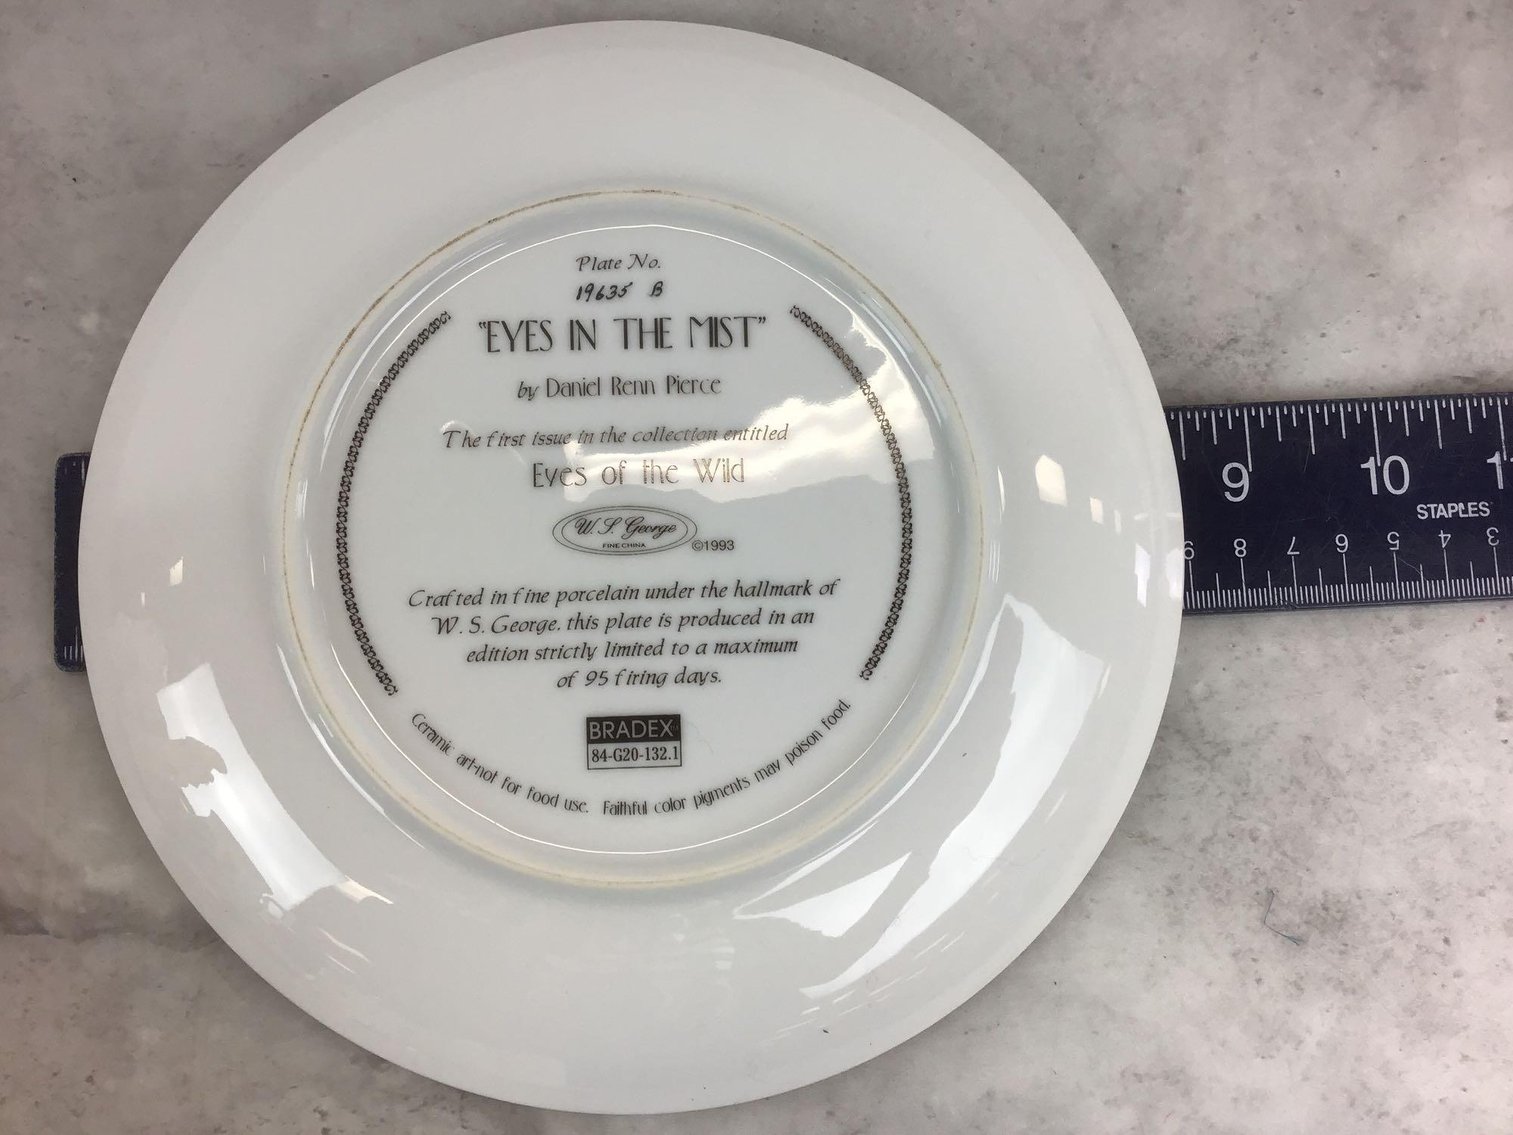 Plate No.
19635 B
"EYES IN THE MIST"
by Daniel Renn Pierce
The first issue in the collection entitled
Eyes of the Wild
W. S. George
FINE CHINA
©1993
Crafted in fine porcelain under the hallmark of
W. S. George, this plate is produced in an
edition strictly limited to a maximum
of 95 firing days.
BRADEX
84-G20-132.1
Ceramic art-not for food use. Faithful color pigments may poison food.
9 10 11
STAPLES
9 8 7 6 5 4 3